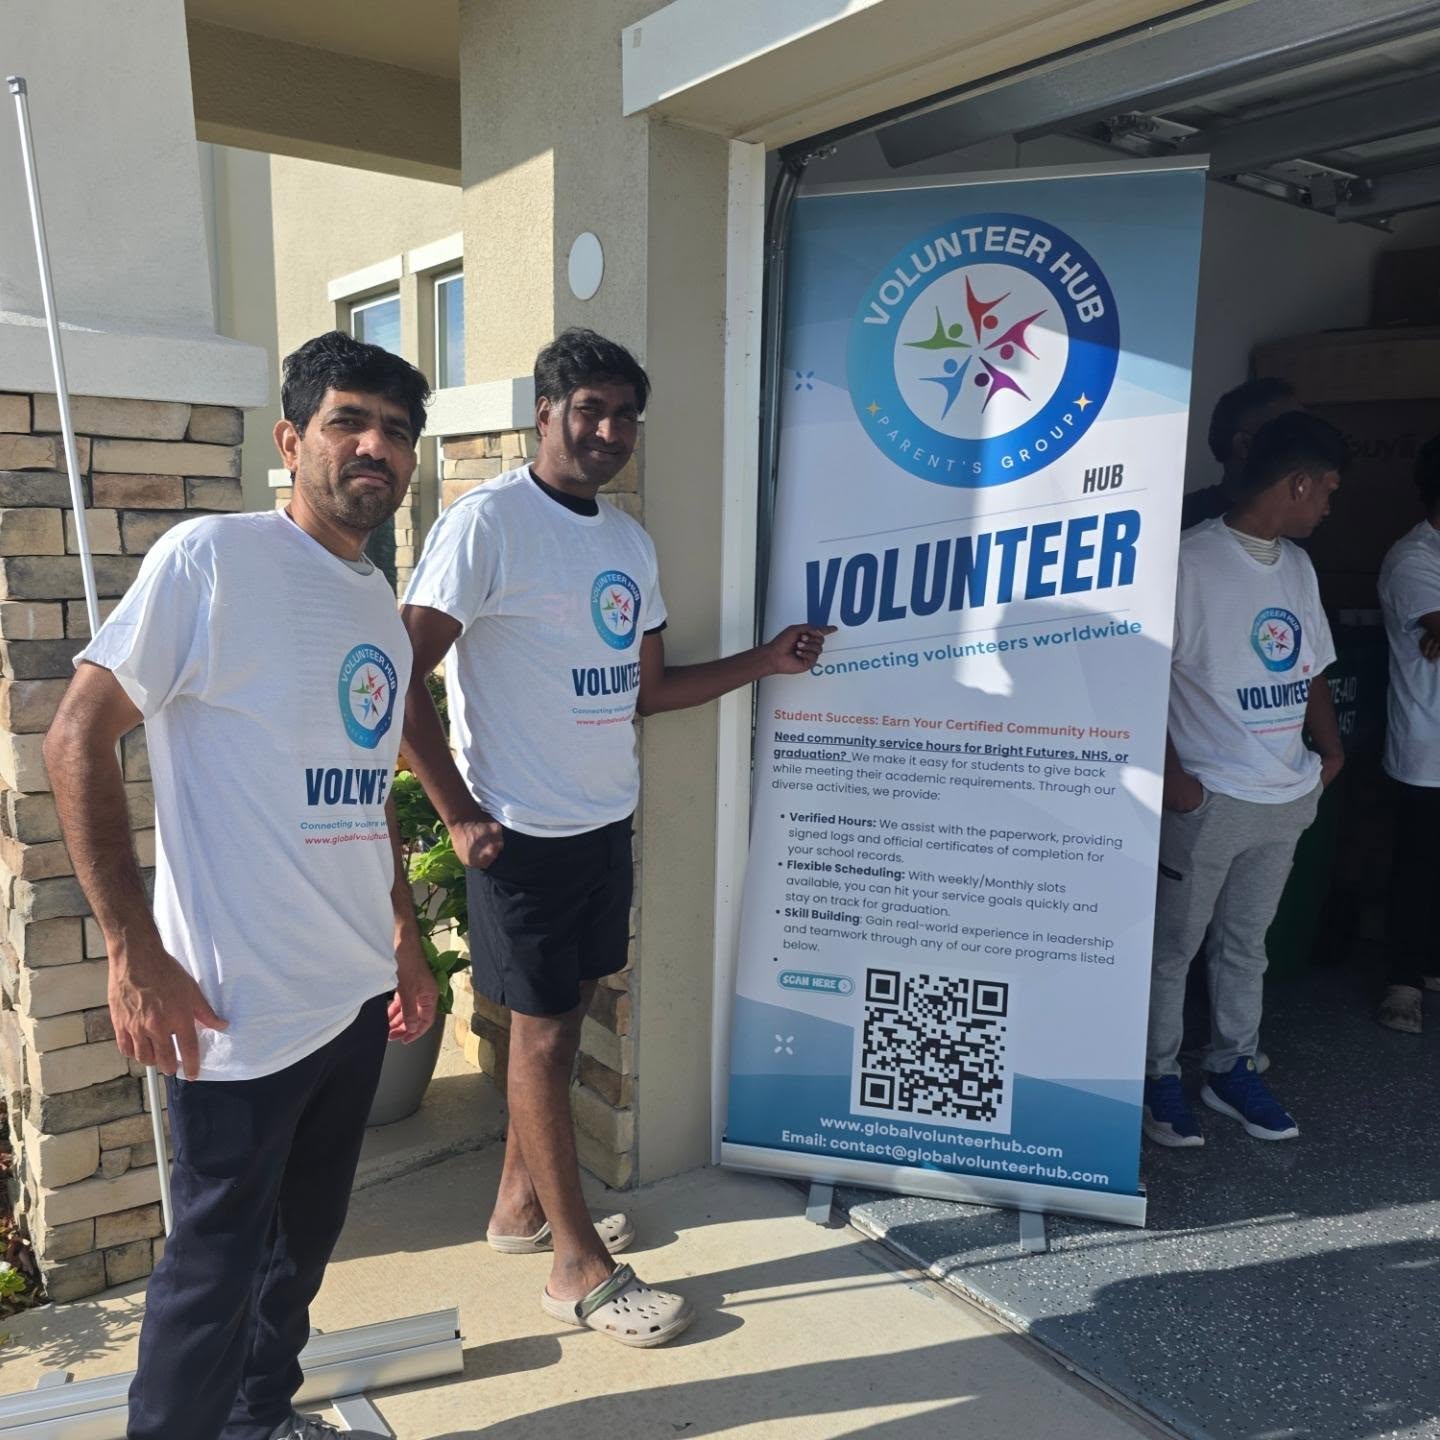 VOLUNTEER HUB
PARENT'S GROUP
HUB
VOLUNTEER
Connecting volunteers worldwide
Student Success: Earn Your Certified Community Hours
Need community service hours for Bright Futures, NHS, or
graduation? We make it easy for students to give back
while meeting their academic requirements. Through our
diverse activities, we provide:
• Verified Hours: We assist with the paperwork, providing
signed logs and official certificates of completion for
your school records.
• Flexible Scheduling: With weekly/Monthly slots
available, you can hit your service goals quickly and
stay on track for graduation.
• Skill Building: Gain real-world experience in leadership
and teamwork through any of our core programs listed
below.
•
SCAN HERE
www.globalvolunteerhub.com
Email: contact@globalvolunteerhub.com
VOLUNTEER HUB
VOLUNTE
Connecting
VOLUNTEER HUB
VOLUNTEE
Connecting
VOLUNTEER